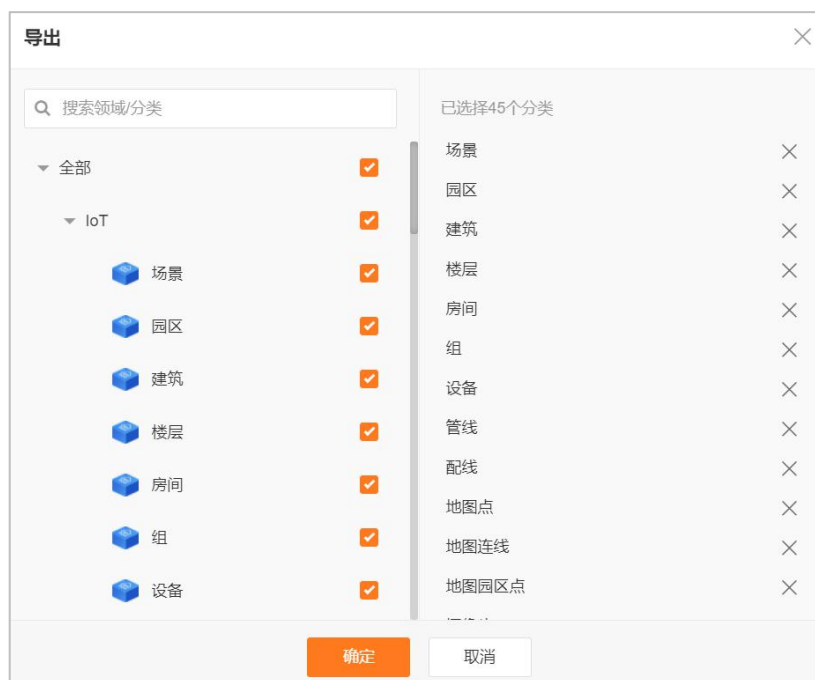 导出
搜索领域/分类
全部
IoT
场景
园区
建筑
楼层
房间
组
设备
已选择45个分类
场景
园区
建筑
楼层
房间
组
设备
管线
配线
地图点
地图连线
地图园区点
确定
取消